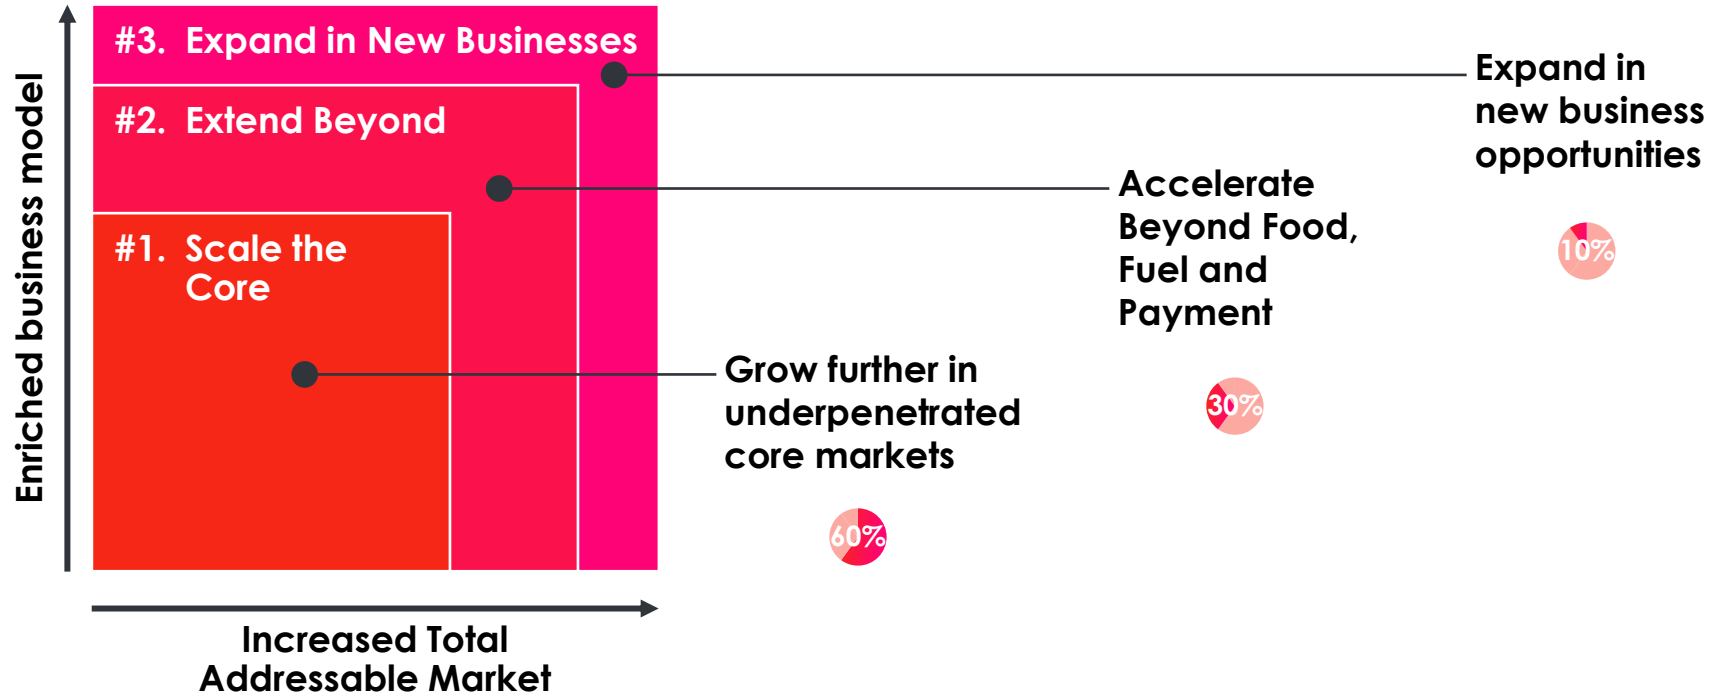 Enriched business model
#3. Expand in New Businesses
#2. Extend Beyond
#1. Scale the
Core
Expand in
new business
opportunities
10%
Accelerate
Beyond Food,
Fuel and
Payment
30%
Grow further in
underpenetrated
core markets
60%
Increased Total
Addressable Market